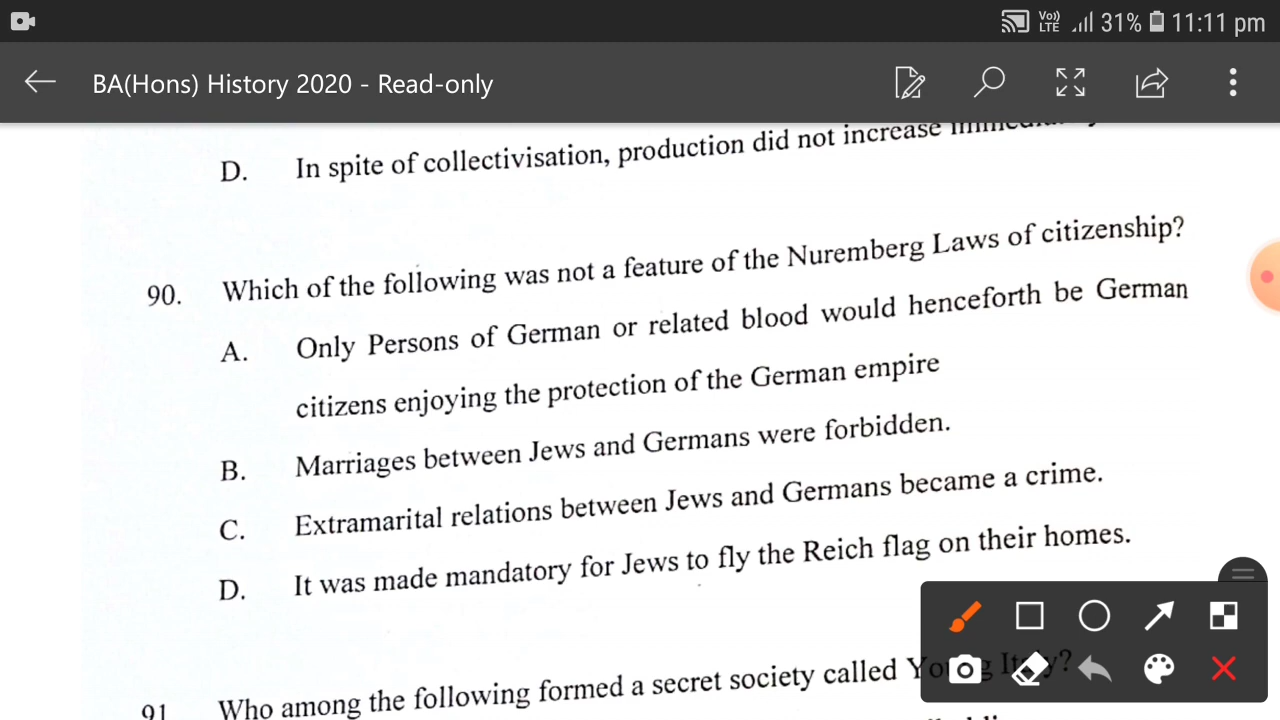 Vo)) LTE 31% 11:11 pm
BA(Hons) History 2020 - Read-only
D. In spite of collectivisation, production did not increase
90. Which of the following was not a feature of the Nuremberg Laws of citizenship?
A. Only Persons of German or related blood would henceforth be German
citizens enjoying the protection of the German empire
B. Marriages between Jews and Germans were forbidden.
C. Extramarital relations between Jews and Germans became a crime.
D. It was made mandatory for Jews to fly the Reich flag on their homes.
91 Who among the following formed a secret society called